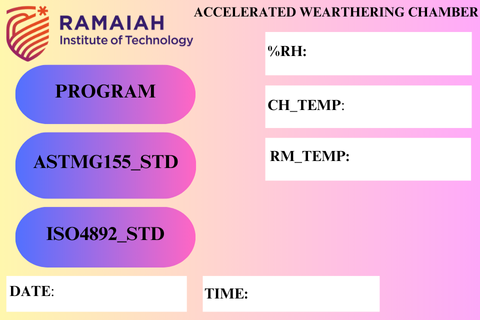 RAMAIAH
Institute of Technology
ACCELERATED WEARTHERING CHAMBER
%RH:
PROGRAM
CH_TEMP:
ASTMG155_STD
RM_TEMP:
ISO4892_STD
DATE:
TIME: